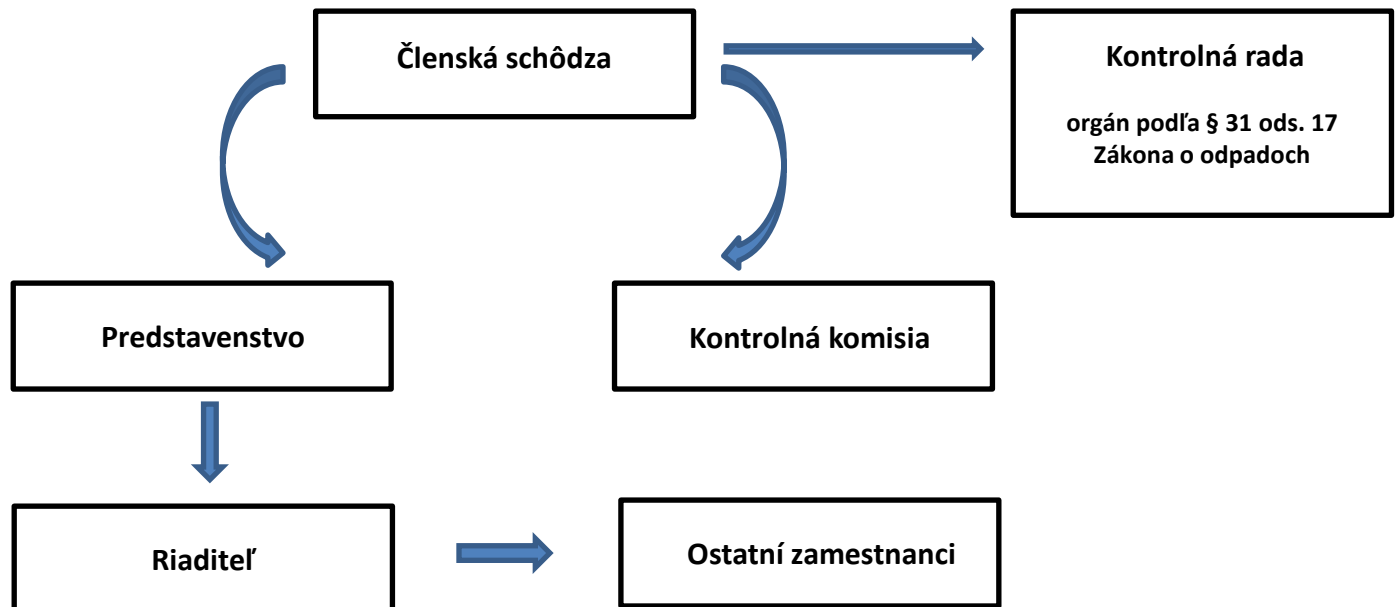 Členská schôdza
Kontrolná rada
orgán podľa § 31 ods. 17
Zákona o odpadoch
Predstavenstvo
Kontrolná komisia
Riaditeľ
Ostatní zamestnanci